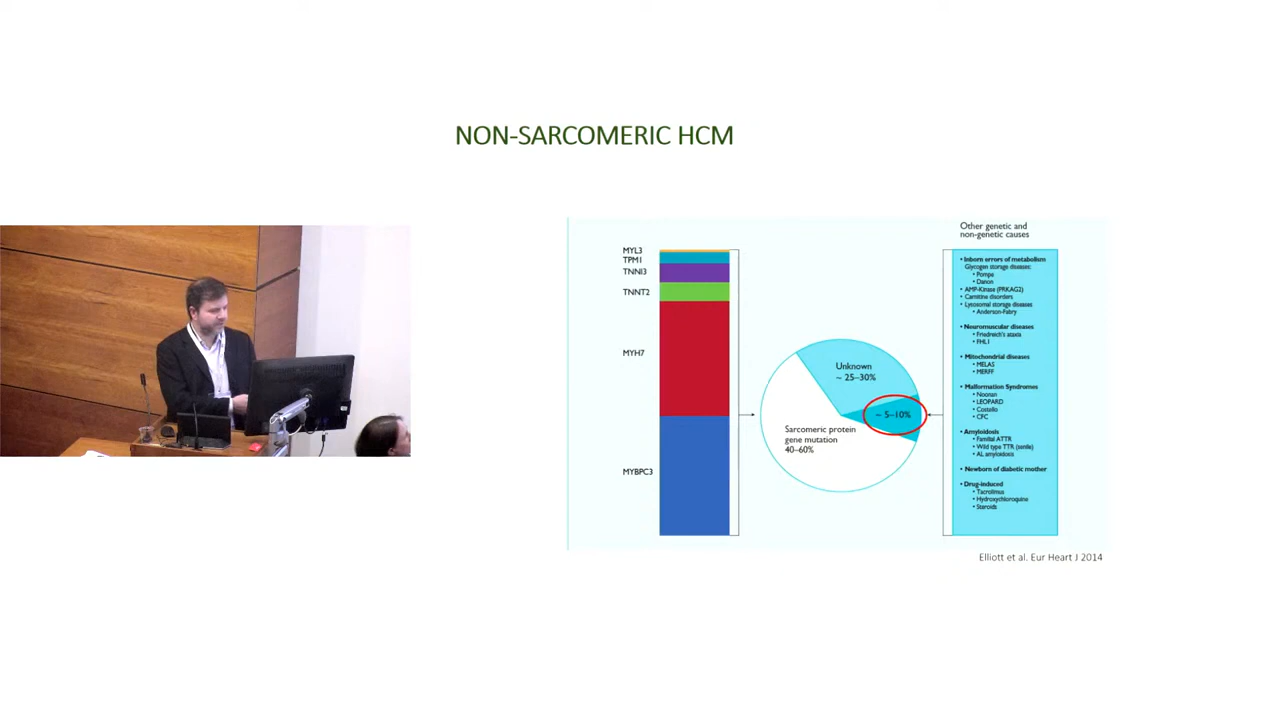 NON-SARCOMERIC HCM
MYL3
TPM1
TNNI3
TNNT2
MYH7
MYBPC3
Unknown
~ 25–30%
~ 5–10%
Sarcomeric protein
gene mutation
40–60%
Other genetic and
non-genetic causes
• Inborn errors of metabolism
Glycogen storage diseases:
• Pompe
• Danon
• AMP-Kinase (PRKAG2)
• Carnitine disorders
• Lysosomal storage diseases
• Anderson-Fabry
• Neuromuscular diseases
• Friedreich's ataxia
• FHL1
• Mitochondrial diseases
• MELAS
• MERFF
• Malformation Syndromes
• Noonan
• LEOPARD
• Costello
• CFC
• Amyloidosis
• Familial ATTR
• Wild type TTR (senile)
• AL amyloidosis
• Newborn of diabetic mother
• Drug-induced
• Tacrolimus
• Hydroxychloroquine
• Steroids
Elliott et al. Eur Heart J 2014